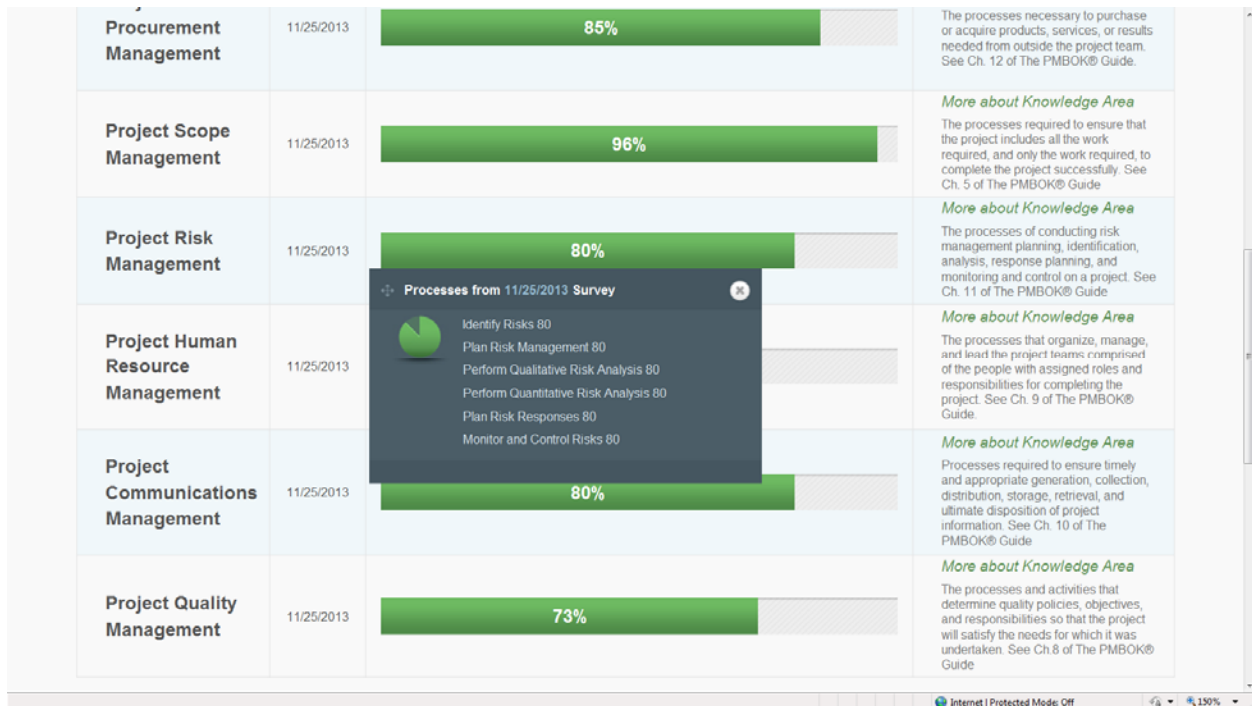 Procurement
Management
11/25/2013
85%
The processes necessary to purchase
or acquire products, services, or results
needed from outside the project team.
See Ch. 12 of The PMBOK® Guide.
Project Scope
Management
11/25/2013
96%
More about Knowledge Area
The processes required to ensure that
the project includes all the work
required, and only the work required, to
complete the project successfully. See
Ch. 5 of The PMBOK® Guide
Project Risk
Management
11/25/2013
80%
More about Knowledge Area
The processes of conducting risk
management planning, identification,
analysis, response planning, and
monitoring and control on a project. See
Ch. 11 of The PMBOK® Guide
Processes from 11/25/2013 Survey
Identify Risks 80
Plan Risk Management 80
Perform Qualitative Risk Analysis 80
Perform Quantitative Risk Analysis 80
Plan Risk Responses 80
Monitor and Control Risks 80
Project Human
Resource
Management
11/25/2013
More about Knowledge Area
The processes that organize, manage,
and lead the project teams comprised
of the people with assigned roles and
responsibilities for completing the
project. See Ch. 9 of The PMBOK®
Guide.
Project
Communications
Management
11/25/2013
80%
More about Knowledge Area
Processes required to ensure timely
and appropriate generation, collection,
distribution, storage, retrieval, and
ultimate disposition of project
information. See Ch. 10 of The
PMBOK® Guide
Project Quality
Management
11/25/2013
73%
More about Knowledge Area
The processes and activities that
determine quality policies, objectives,
and responsibilities so that the project
will satisfy the needs for which it was
undertaken. See Ch.8 of The PMBOK®
Guide
Internet | Protected Mode: Off
150%